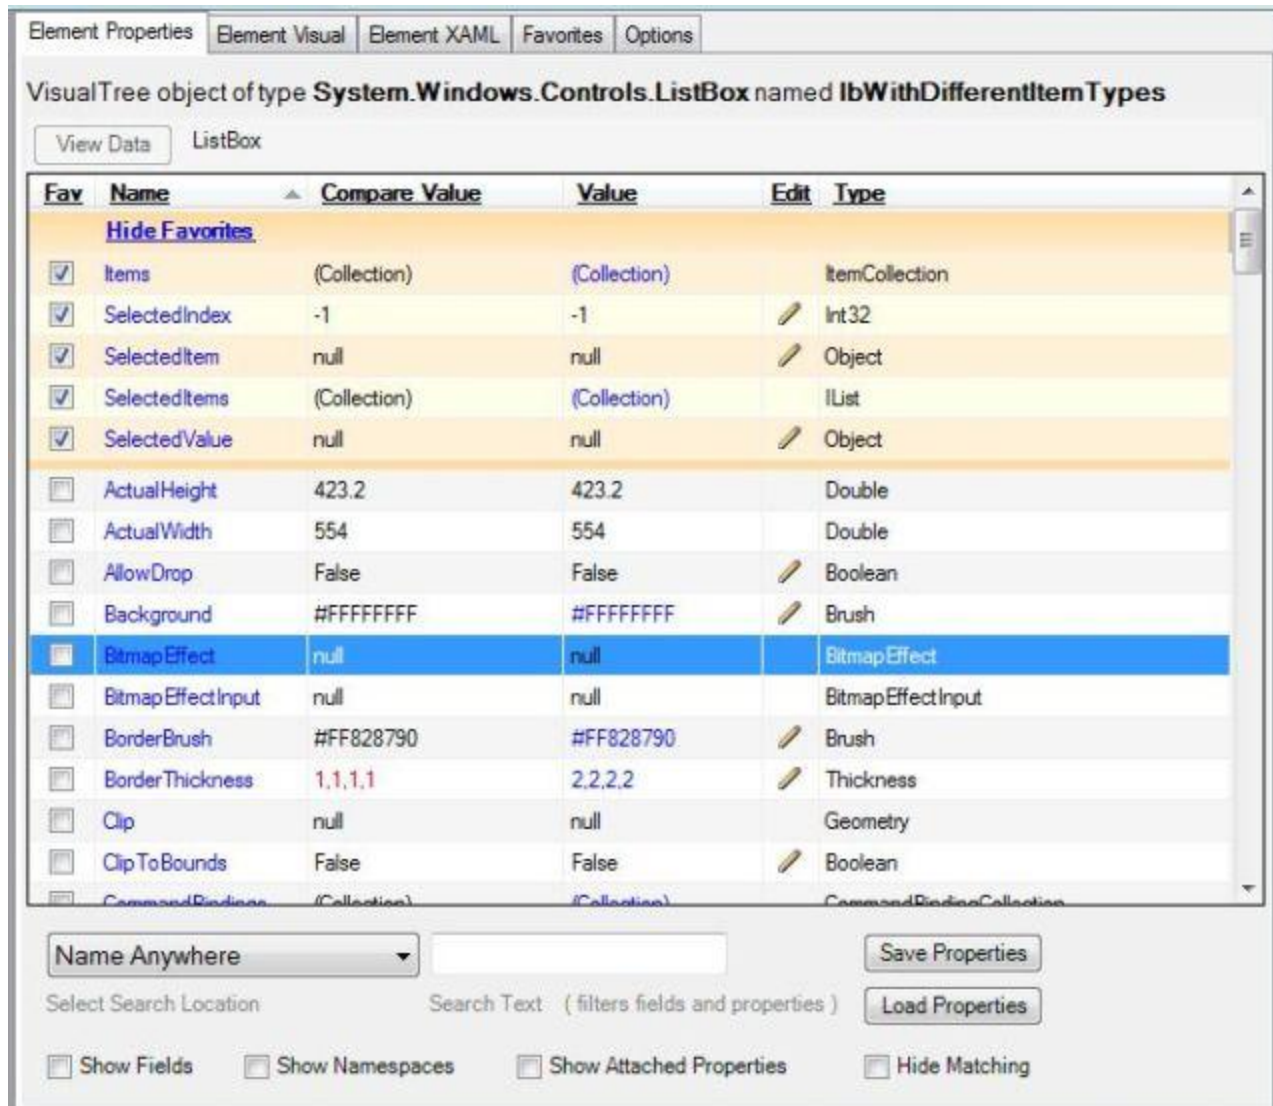 Element Properties Element Visual Element XAML Favorites Options
VisualTree object of type System.Windows.Controls.ListBox named lbWithDifferentItemTypes
View Data ListBox
Fav Name Compare Value Value Edit Type
Hide Favorites
Items (Collection) (Collection) ItemCollection
SelectedIndex -1 -1 Int32
SelectedItem null null Object
SelectedItems (Collection) (Collection) IList
SelectedValue null null Object
ActualHeight 423.2 423.2 Double
ActualWidth 554 554 Double
AllowDrop False False Boolean
Background #FFFFFFFF #FFFFFFFF Brush
BitmapEffect null null BitmapEffect
BitmapEffectInput null null BitmapEffectInput
BorderBrush #FF828790 #FF828790 Brush
BorderThickness 1,1,1,1 2,2,2,2 Thickness
Clip null null Geometry
ClipToBounds False False Boolean
CommandBindings (Collection) (Collection) CommandBindingCollection
Name Anywhere Save Properties
Select Search Location Search Text ( filters fields and properties ) Load Properties
Show Fields Show Namespaces Show Attached Properties Hide Matching